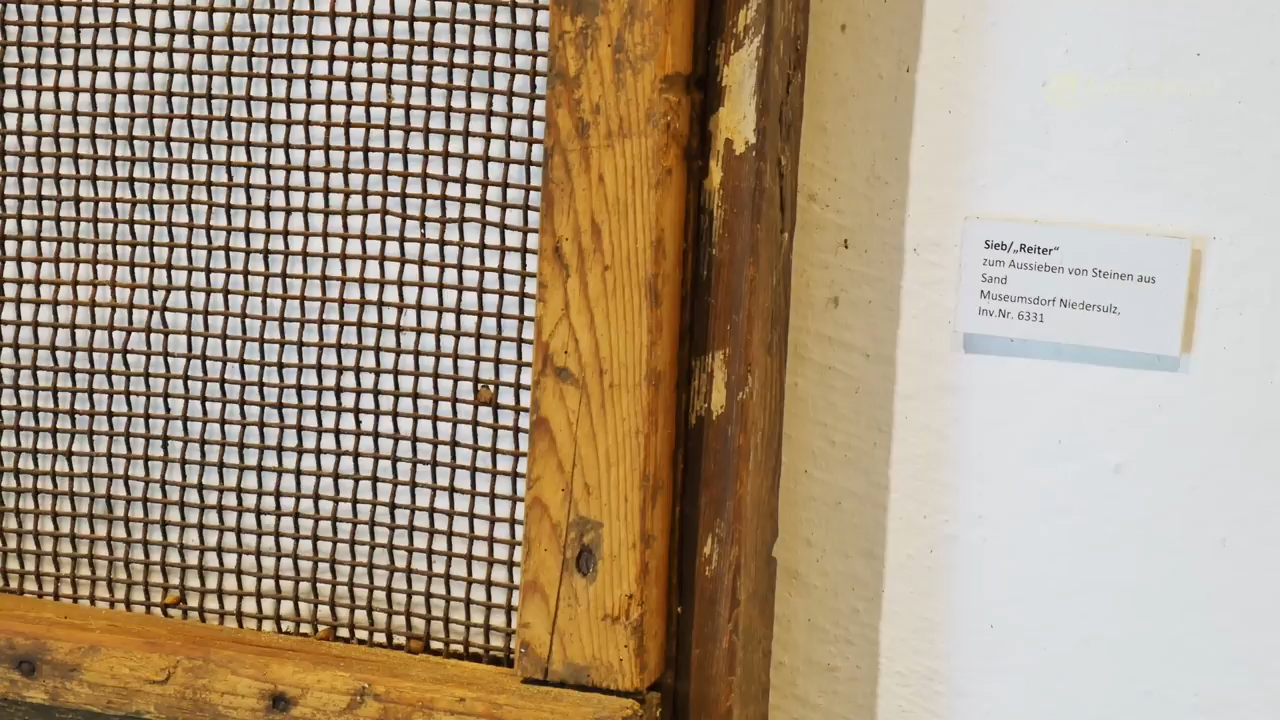 Sieb/„Reiter“
zum Aussieben von Steinen aus
Sand
Museumsdorf Niedersulz,
Inv.Nr. 6331